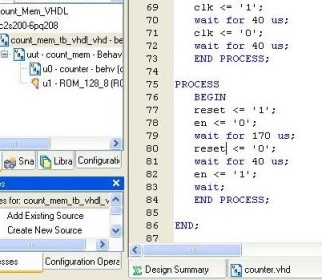 ount_Mem_VHDL
c2s200-6pq208
count_mem_tb_vhdl_vhd - be
uut - count_mem - Behav
u0 - counter - behv (c
u1 - ROM_128_8 (RO
Sna
Libra
Configurati
es for: count_mem_tb_vhdl_v
Add Existing Source
Create New Source
esses
Configuration Opera
69 clk <= '1';
70 wait for 40 us;
71 clk <= '0';
72 wait for 40 us;
73 END PROCESS;
74
75 PROCESS
76 BEGIN
77 reset <= '1';
78 en <= '0';
79 wait for 170 us;
80 reset <= '0';
81 wait for 40 us;
82 en <= '1';
83 wait;
84 END PROCESS;
85
86 END;
87
Design Summary
counter.vhd